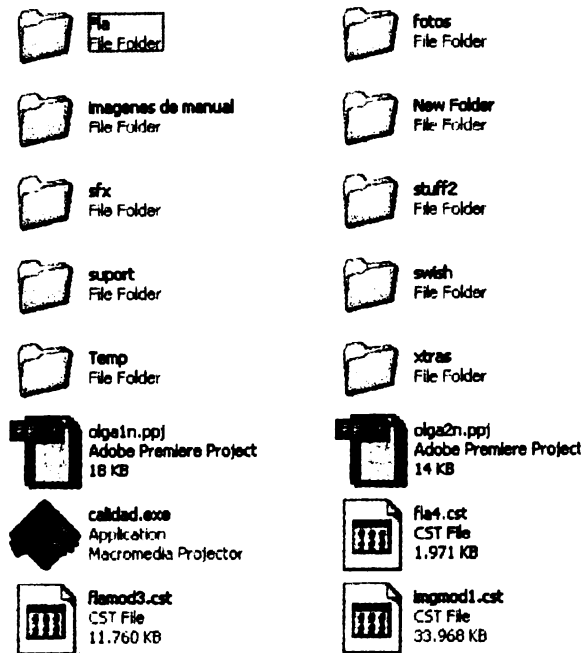 Fla
File Folder
fotos
File Folder
Imagenes de manual
File Folder
New Folder
File Folder
sfx
File Folder
stuff2
File Folder
suport
File Folder
swish
File Folder
Temp
File Folder
xtras
File Folder
olga1n.ppj
Adobe Premiere Project
18 KB
olga2n.ppj
Adobe Premiere Project
14 KB
calidad.exe
Application
Macromedia Projector
fla4.cst
CST File
1.971 KB
flamod3.cst
CST File
11.760 KB
imgmod1.cst
CST File
33.968 KB